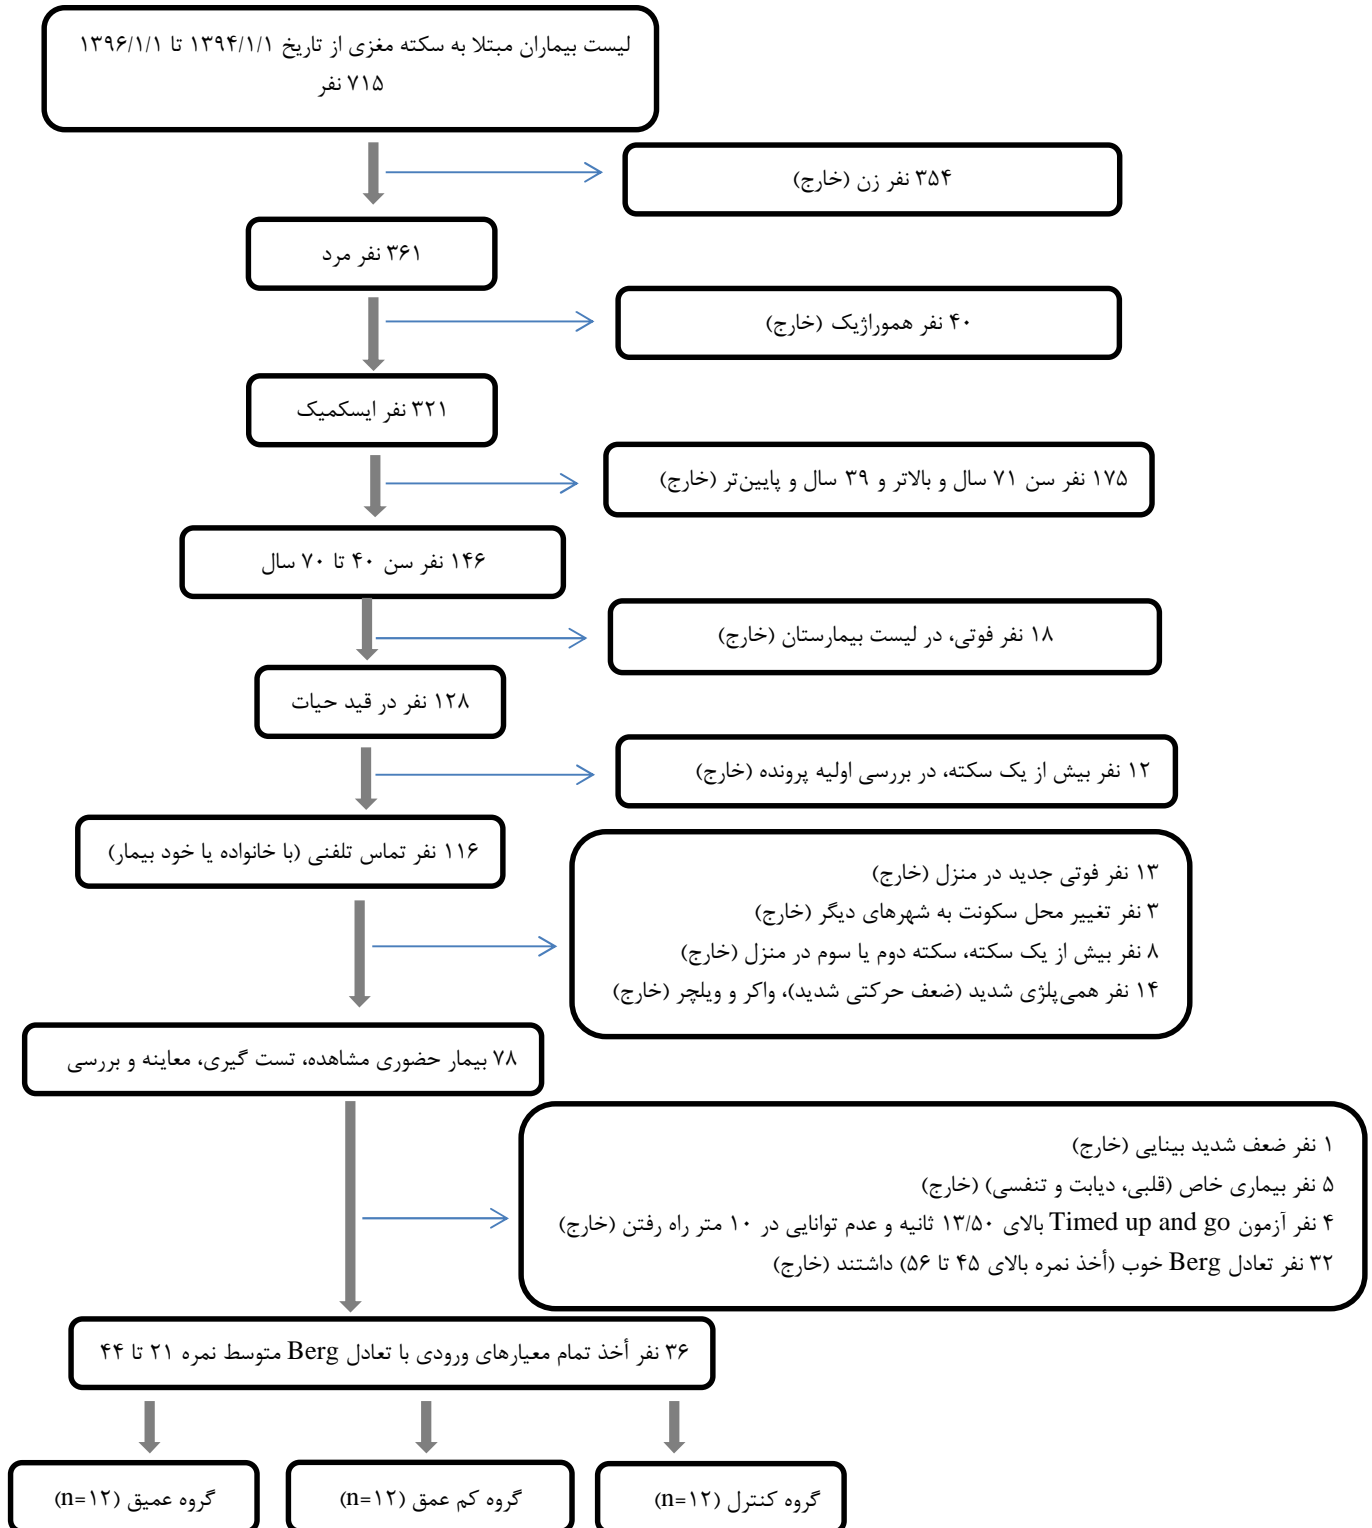 لیست بیماران مبتلا به سکته مغزی از تاریخ ۱۳۹۴/۱/۱ تا ۱۳۹۶/۱/۱
۷۱۵ نفر
۳۵۴ نفر زن (خارج)
۳۶۱ نفر مرد
۴۰ نفر هموراژیک (خارج)
۳۲۱ نفر ایسکمیک
۱۷۵ نفر سن ۷۱ سال و بالاتر و ۳۹ سال و پایین‌تر (خارج)
۱۴۶ نفر سن ۴۰ تا ۷۰ سال
۱۸ نفر فوتی، در لیست بیمارستان (خارج)
۱۲۸ نفر در قید حیات
۱۲ نفر بیش از یک سکته، در بررسی اولیه پرونده (خارج)
۱۱۶ نفر تماس تلفنی (با خانواده یا خود بیمار)
۱۳ نفر فوتی جدید در منزل (خارج)
۳ نفر تغییر محل سکونت به شهرهای دیگر (خارج)
۸ نفر بیش از یک سکته، سکته دوم یا سوم در منزل (خارج)
۱۴ نفر همی‌پلژی شدید (ضعف حرکتی شدید)، واکر و ویلچر (خارج)
۷۸ بیمار حضوری مشاهده، تست گیری، معاینه و بررسی
۱ نفر ضعف شدید بینایی (خارج)
۵ نفر بیماری خاص (قلبی، دیابت و تنفسی) (خارج)
۴ نفر آزمون Timed up and go بالای ۱۳/۵۰ ثانیه و عدم توانایی در ۱۰ متر راه رفتن (خارج)
۳۲ نفر تعادل Berg خوب (أخذ نمره بالای ۴۵ تا ۵۶) داشتند (خارج)
۳۶ نفر أخذ تمام معیارهای ورودی با تعادل Berg متوسط نمره ۲۱ تا ۴۴
گروه کنترل (n=۱۲)
گروه کم عمق (n=۱۲)
گروه عمیق (n=۱۲)